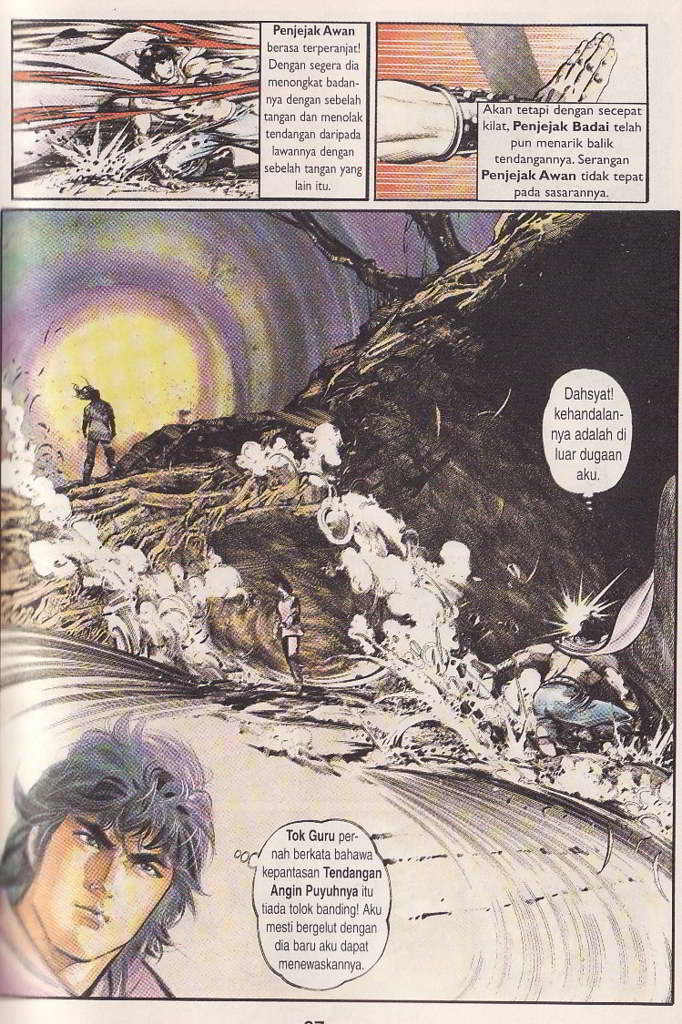 Penjejak Awan
berasa terperanjat!
Dengan segera dia
menongkat badan-
nya dengan sebelah
tangan dan menolak
tendangan daripada
lawannya dengan
sebelah tangan yang
lain itu.
Akan tetapi dengan secepat
kilat, Penjejak Badai telah
pun menarik balik
tendangannya. Serangan
Penjejak Awan tidak tepat
pada sasarannya.
Dahsyat!
kehandalan-
nya adalah di
luar dugaan
aku.
Tok Guru per-
nah berkata bahawa
kepantasan Tendangan
Angin Puyuhnya itu
tiada tolok banding! Aku
mesti bergelut dengan
dia baru aku dapat
menewaskannya.